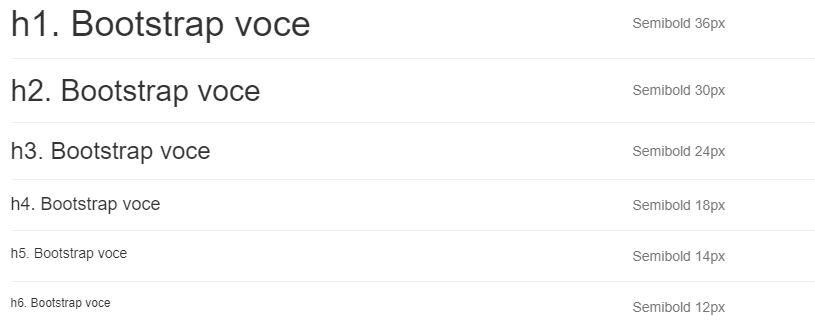 h1. Bootstrap voce Semibold 36px
h2. Bootstrap voce Semibold 30px
h3. Bootstrap voce Semibold 24px
h4. Bootstrap voce Semibold 18px
h5. Bootstrap voce Semibold 14px
h6. Bootstrap voce Semibold 12px